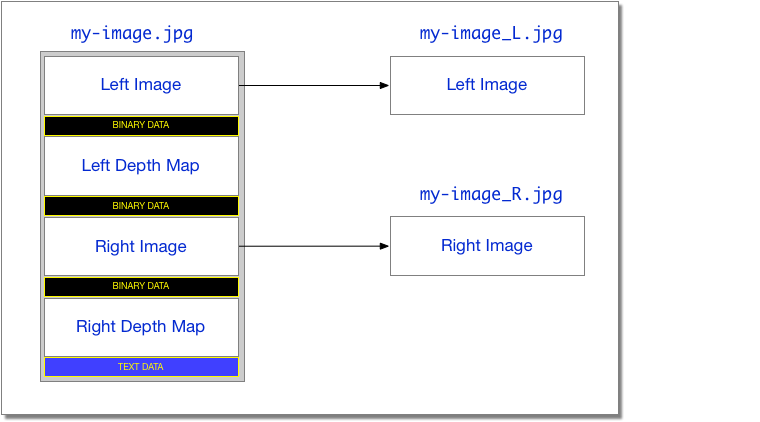 my-image.jpg
Left Image
BINARY DATA
Left Depth Map
BINARY DATA
Right Image
BINARY DATA
Right Depth Map
TEXT DATA
my-image_L.jpg
Left Image
my-image_R.jpg
Right Image